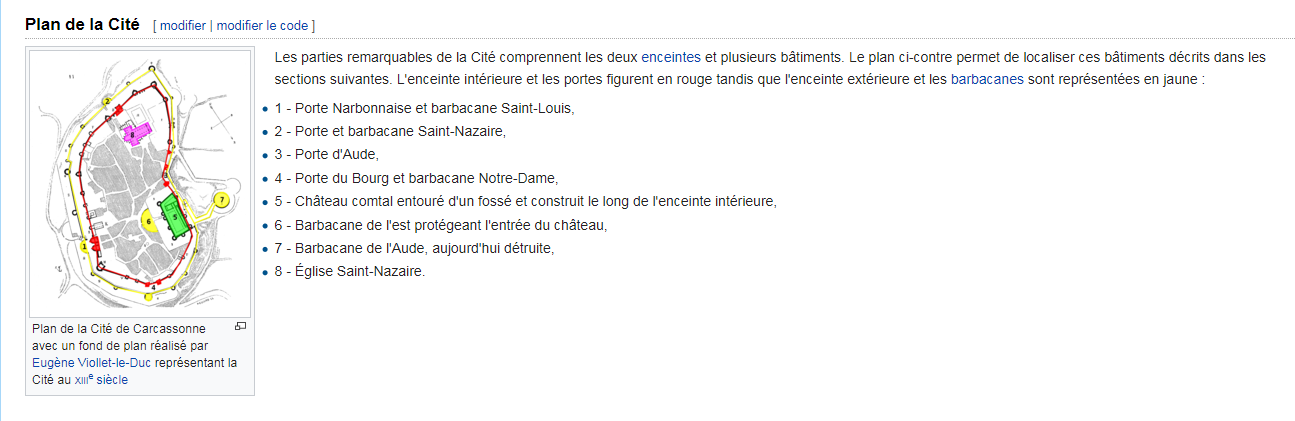 Plan de la Cité [ modifier | modifier le code ]
Les parties remarquables de la Cité comprennent les deux enceintes et plusieurs bâtiments. Le plan ci-contre permet de localiser ces bâtiments décrits dans les
sections suivantes. L'enceinte intérieure et les portes figurent en rouge tandis que l'enceinte extérieure et les barbacanes sont représentées en jaune :
1 - Porte Narbonnaise et barbacane Saint-Louis,
2 - Porte et barbacane Saint-Nazaire,
3 - Porte d'Aude,
4 - Porte du Bourg et barbacane Notre-Dame,
5 - Château comtal entouré d'un fossé et construit le long de l'enceinte intérieure,
6 - Barbacane de l'est protégeant l'entrée du château,
7 - Barbacane de l'Aude, aujourd'hui détruite,
8 - Église Saint-Nazaire.
2
8
3
7
5
6
1
4
Plan de la Cité de Carcassonne
avec un fond de plan réalisé par
Eugène Viollet-le-Duc représentant la
Cité au XIIIe siècle